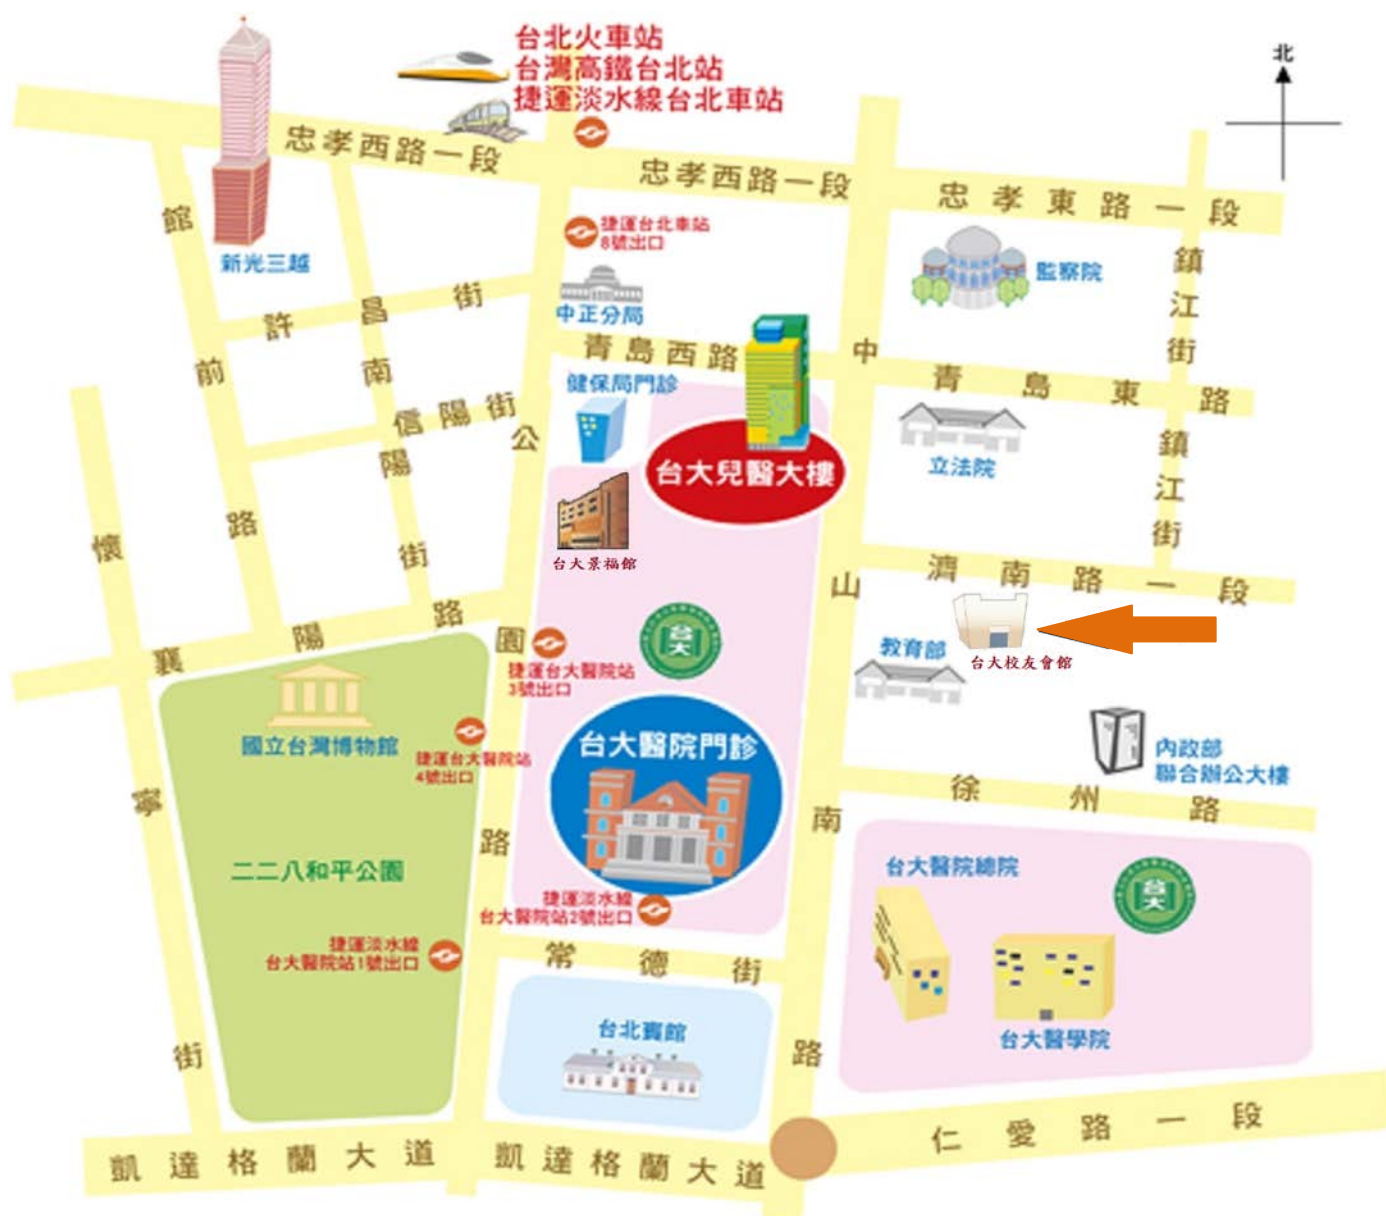 台北火車站
台灣高鐵台北站
捷運淡水線台北車站
北
忠孝西路一段
忠孝西路一段
忠孝東路一段
館前路
新光三越
捷運台北車站
8號出口
監察院
鎮江街
許昌街
中正分局
青島西路
中山南路
青島東路
南陽街
信陽街
健保局門診
公園路
台大兒醫大樓
立法院
鎮江街
懷寧街
台大景福館
濟南路一段
襄陽路
台大
捷運台大醫院站
3號出口
教育部
台大校友會館
國立台灣博物館
捷運台大醫院站
4號出口
台大醫院門診
內政部
聯合辦公大樓
徐州路
二二八和平公園
台大醫院總院
台大
捷運淡水線
台大醫院站2號出口
捷運淡水線
台大醫院站1號出口
常德街
台北賓館
台大醫學院
凱達格蘭大道
凱達格蘭大道
仁愛路一段